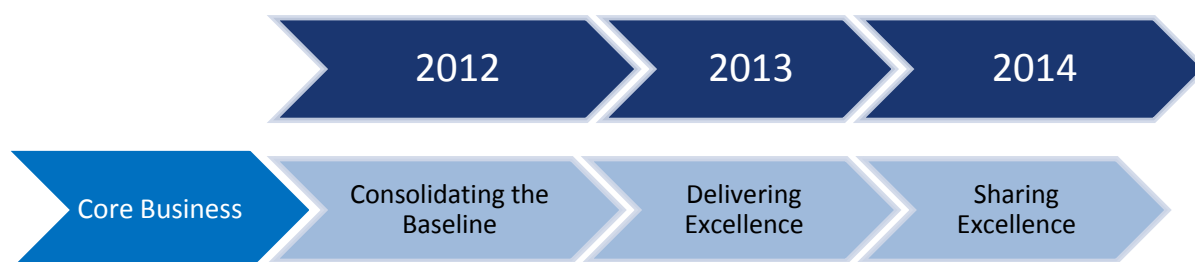 2012
2013
2014
Core Business
Consolidating the
Baseline
Delivering
Excellence
Sharing
Excellence